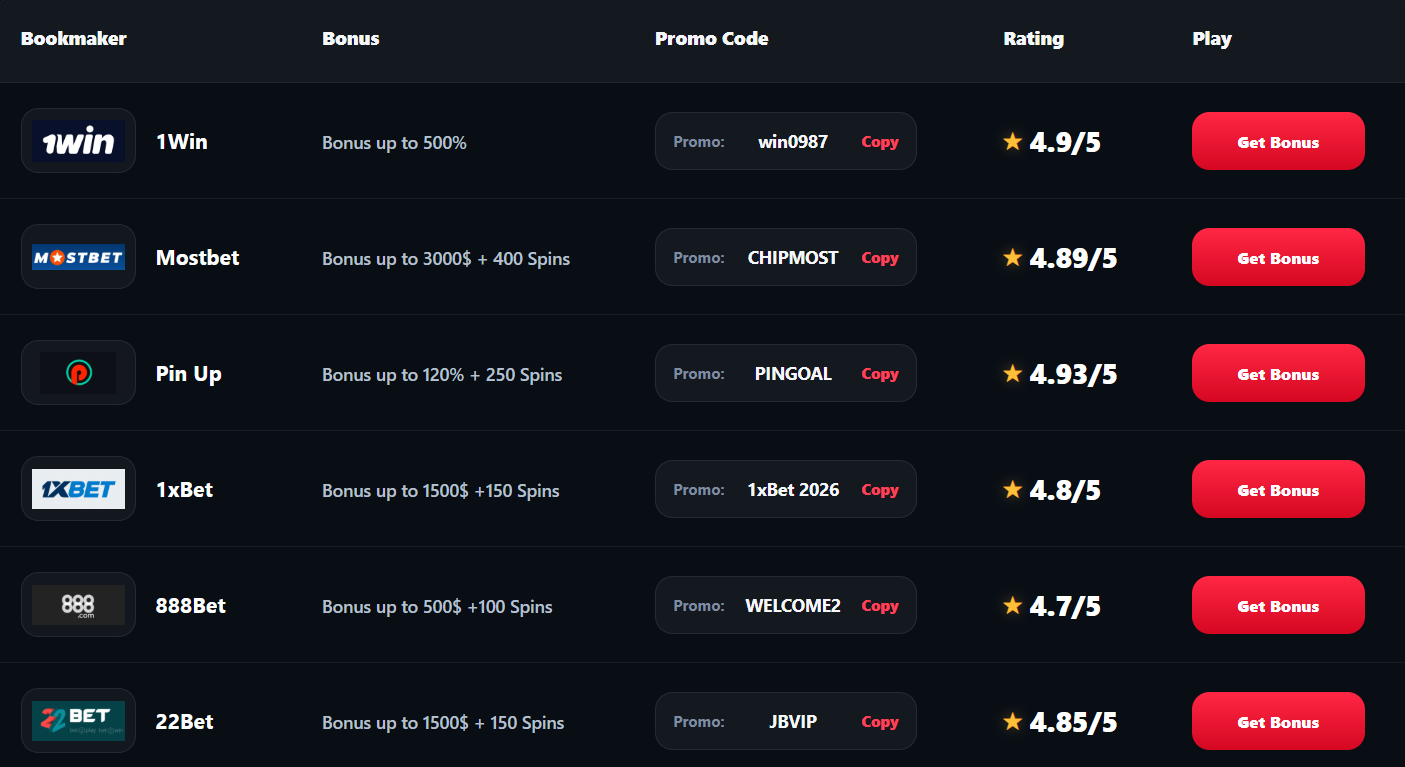 Bookmaker Bonus Promo Code Rating Play
1win 1Win Bonus up to 500% Promo: win0987 Copy ★ 4.9/5 Get Bonus
MOSTBET Mostbet Bonus up to 3000$ + 400 Spins Promo: CHIPMOST Copy ★ 4.89/5 Get Bonus
Pin Up Bonus up to 120% + 250 Spins Promo: PINGOAL Copy ★ 4.93/5 Get Bonus
1XBET 1xBet Bonus up to 1500$ +150 Spins Promo: 1xBet 2026 Copy ★ 4.8/5 Get Bonus
888 .com 888Bet Bonus up to 500$ +100 Spins Promo: WELCOME2 Copy ★ 4.7/5 Get Bonus
22 BET 22Bet Bonus up to 1500$ + 150 Spins Promo: JBVIP Copy ★ 4.85/5 Get Bonus